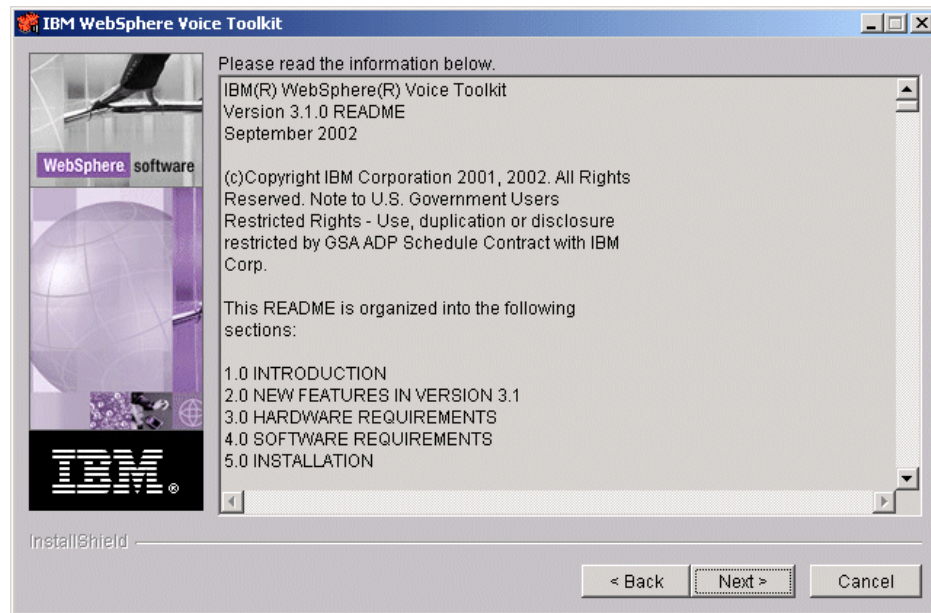 IBM WebSphere Voice Toolkit
Please read the information below.
IBM(R) WebSphere(R) Voice Toolkit
Version 3.1.0 README
September 2002
(c)Copyright IBM Corporation 2001, 2002. All Rights
Reserved. Note to U.S. Government Users
Restricted Rights - Use, duplication or disclosure
restricted by GSA ADP Schedule Contract with IBM
Corp.
This README is organized into the following
sections:
1.0 INTRODUCTION
2.0 NEW FEATURES IN VERSION 3.1
3.0 HARDWARE REQUIREMENTS
4.0 SOFTWARE REQUIREMENTS
5.0 INSTALLATION
WebSphere software
IBM®
InstallShield
< Back
Next >
Cancel